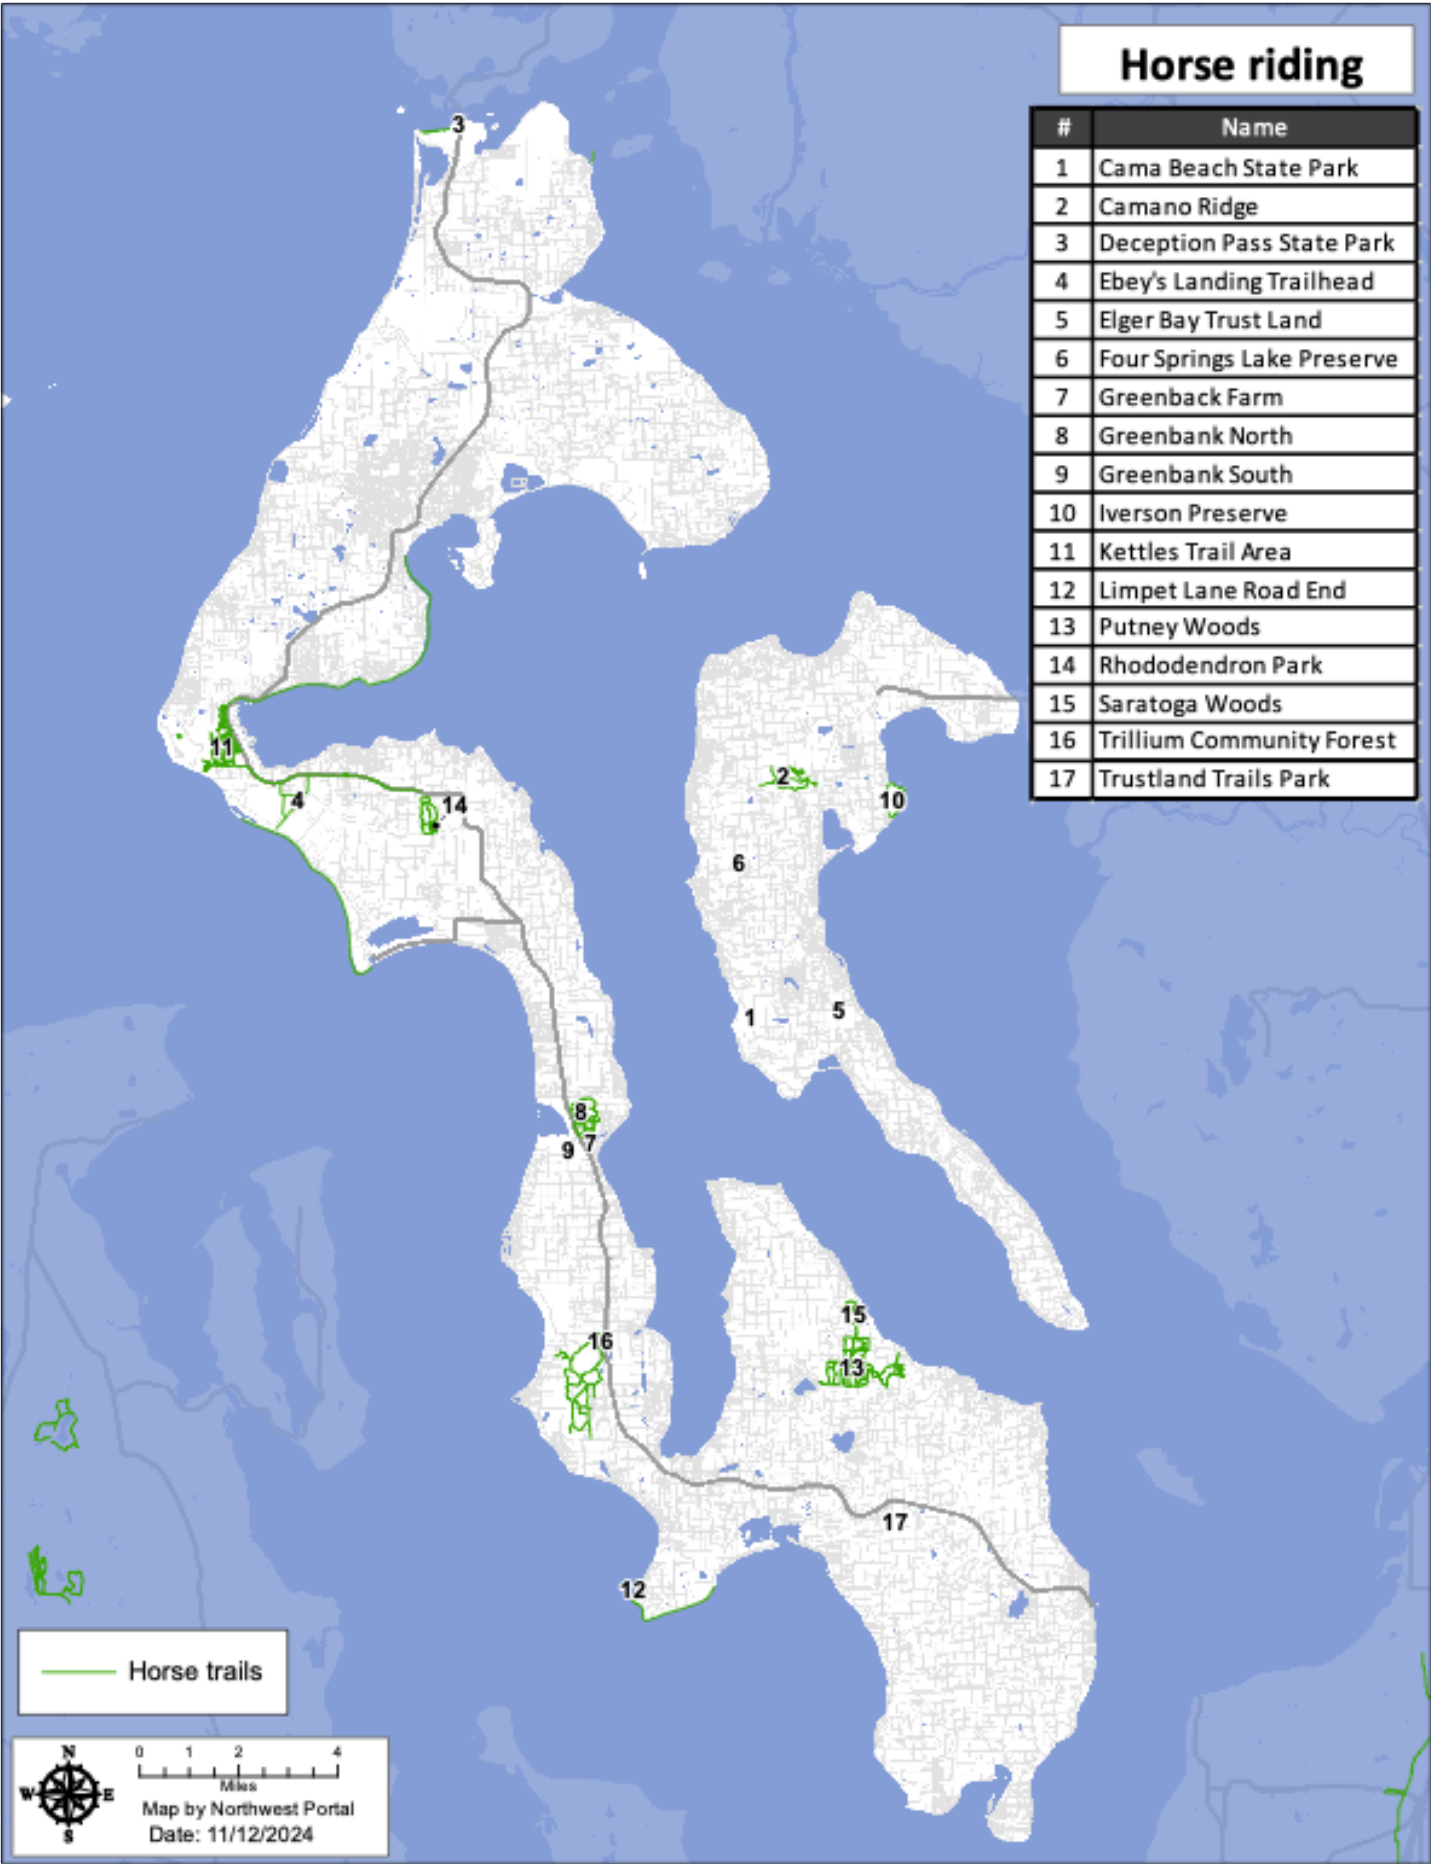 Horse riding
# Name
1 Cama Beach State Park
2 Camano Ridge
3 Deception Pass State Park
4 Ebey's Landing Trailhead
5 Elger Bay Trust Land
6 Four Springs Lake Preserve
7 Greenback Farm
8 Greenbank North
9 Greenbank South
10 Iverson Preserve
11 Kettles Trail Area
12 Limpet Lane Road End
13 Putney Woods
14 Rhododendron Park
15 Saratoga Woods
16 Trillium Community Forest
17 Trustland Trails Park
3
11
4
14
2
10
6
1
5
8
7
9
15
16
13
17
12
Horse trails
N
W E
S
0 1 2 4
Miles
Map by Northwest Portal
Date: 11/12/2024